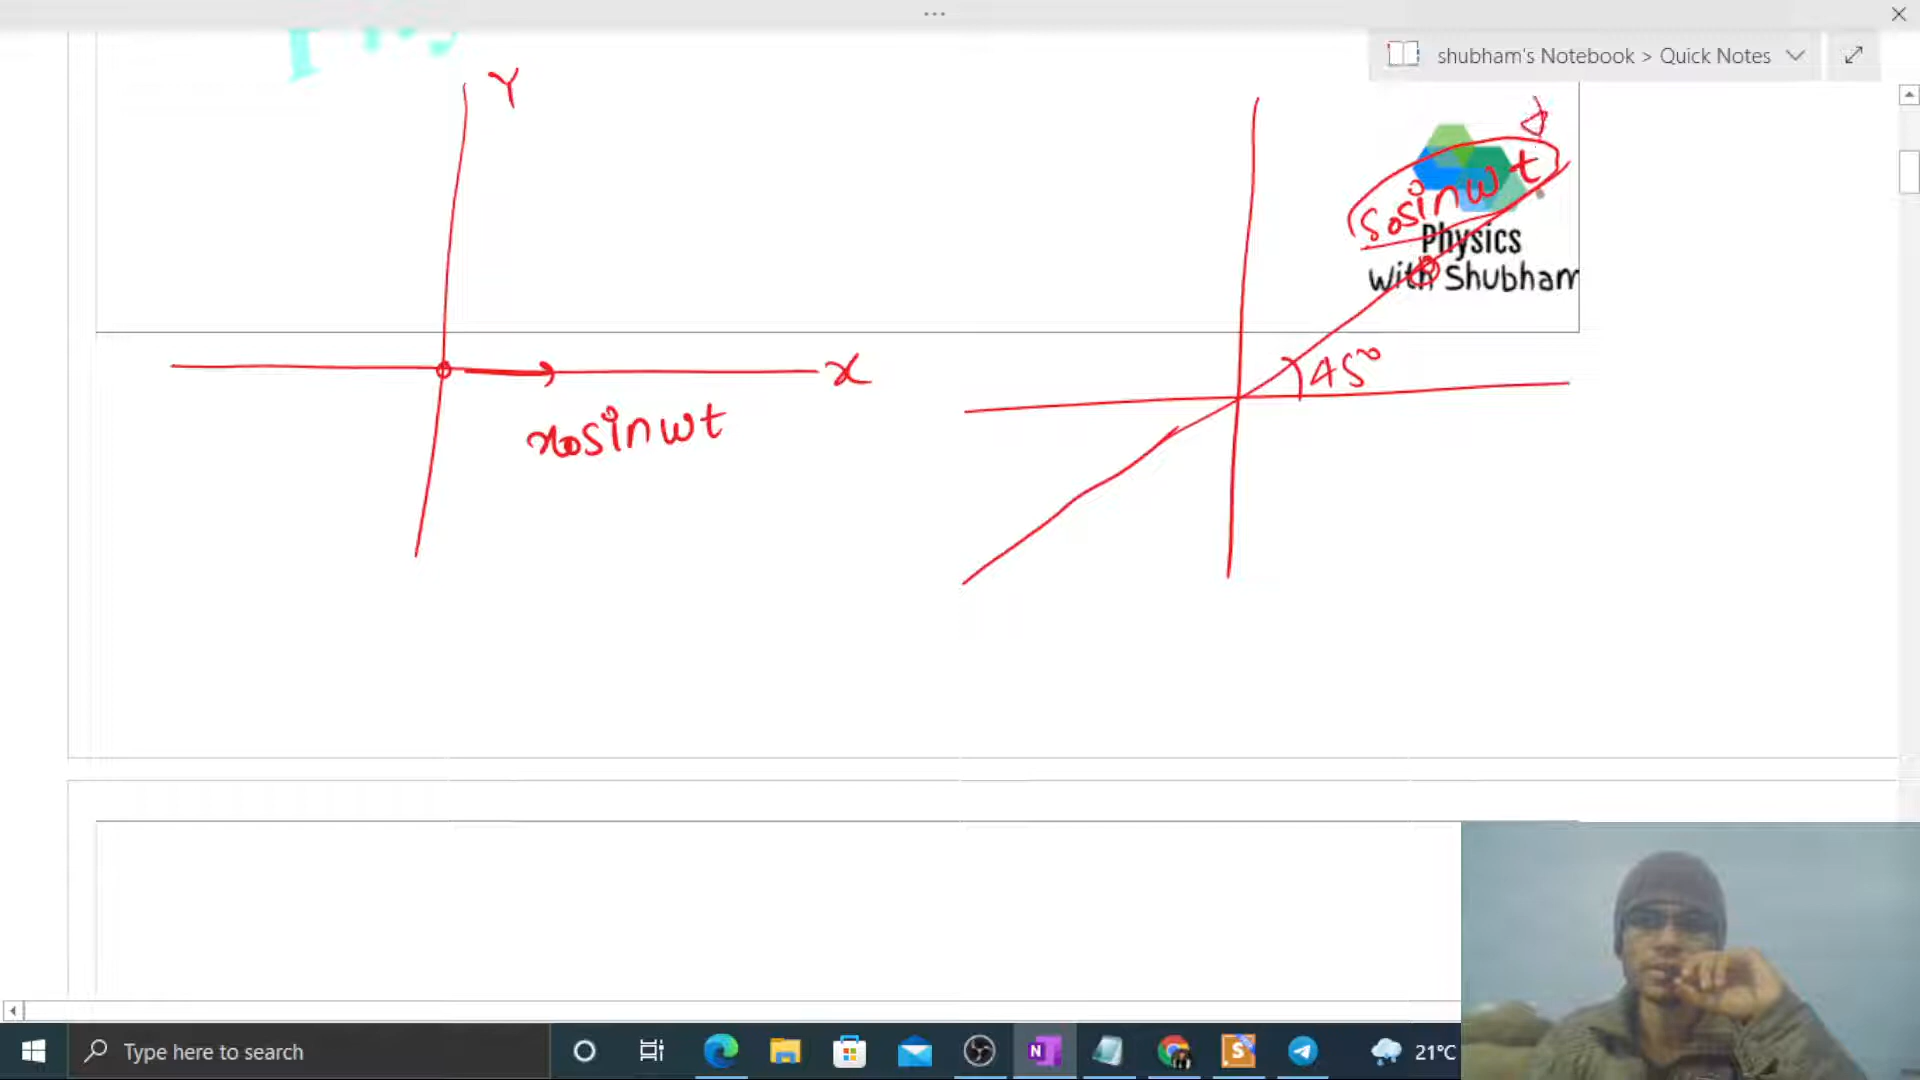 shubham's Notebook > Quick Notes
Y
s₀sinωt
Physics
with Shubham
45°
x
x₀sinωt
Type here to search
21°C